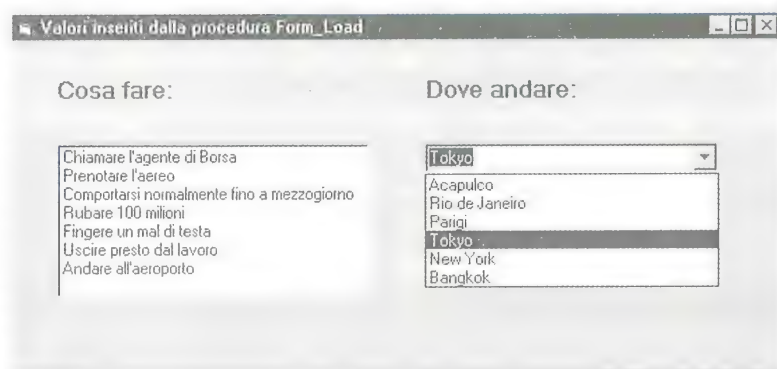 Valori inseriti dalla procedura Form_Load
Cosa fare:
Chiamare l'agente di Borsa
Prenotare l'aereo
Comportarsi normalmente fino a mezzogiorno
Rubare 100 milioni
Fingere un mal di testa
Uscire presto dal lavoro
Andare all'aeroporto
Dove andare:
Tokyo
Acapulco
Rio de Janeiro
Parigi
Tokyo
New York
Bangkok